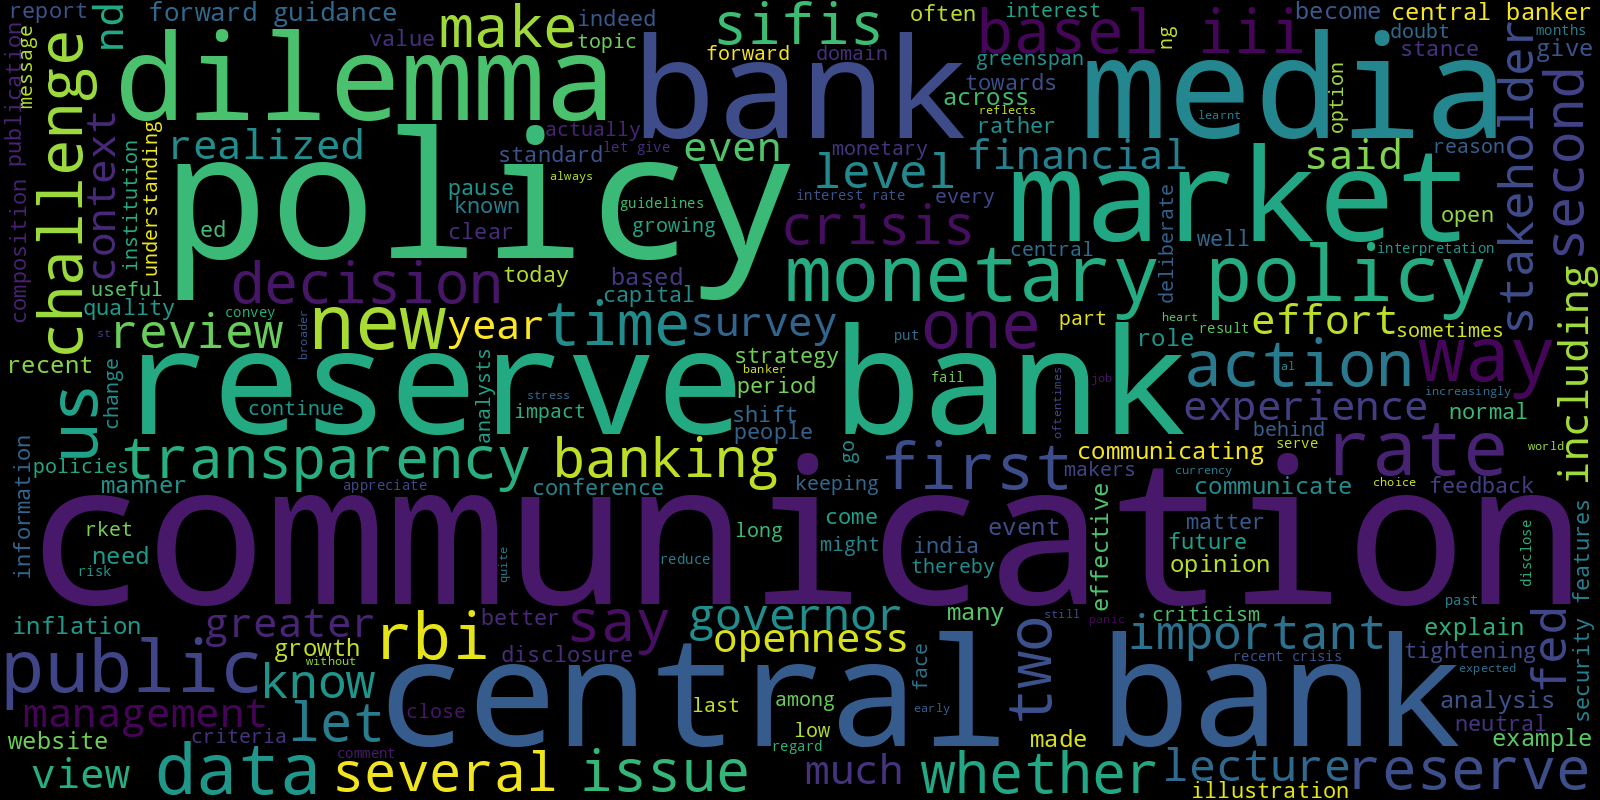 report forward guidance make indeed sifis often interest become central banker
composition publication message nd value topic forward domain basel iii ng doubt months
dilemma bank greenspan media stance give
challenge context towards option stakeholder second
across reflects rather learnt
realized actually let give even monetary financial said reason
institution understanding standard level market
policy always interest rate every
pause known guidelines growing crisis deliberate open
ed clear central well interpretation
decision today based monetary policy
useful capital
quality convey new year time survey one part effort sometimes including
st review broader put heart result
recent change analysts strategy role way
us reserve bank banker fail job action
continue stress impact period increasingly
shift oftentimes experience normal
people behind
information policies transparency banking go first communicating serve rate world
manner appreciate conference keeping makers currency communicate choice feedback
communication
rket long come event effective matter disclose features
need quite might india future
risk reduce thereby opinion
past
inflation greater rbi better say governor many still panic criticism explain
public growth disclosure openness two important fed security
without know central bank face recent crisis tightening
expected
management let close last among early analysis
website criteria low neutral
comment regard made example
view data several issue much whether lecture reserve
illustration